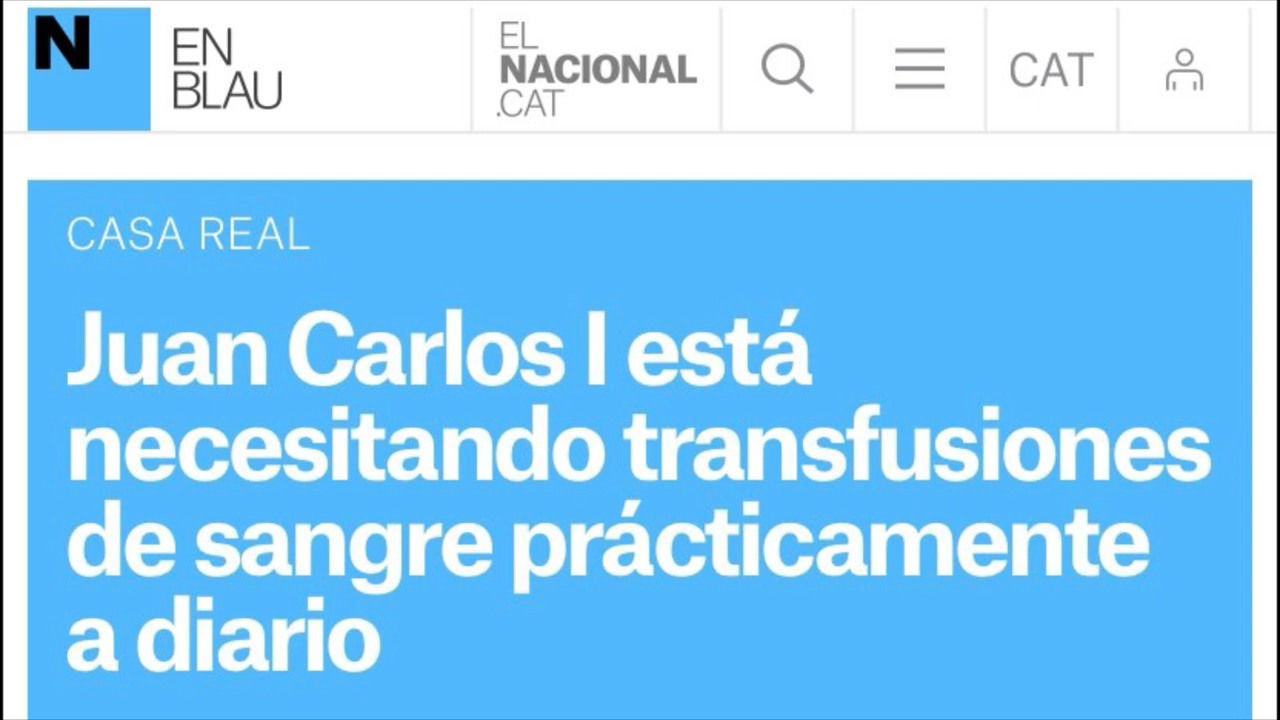 N
EN
BLAU
EL
NACIONAL
.CAT
CAT
CASA REAL
Juan Carlos I está
necesitando transfusiones
de sangre prácticamente
a diario